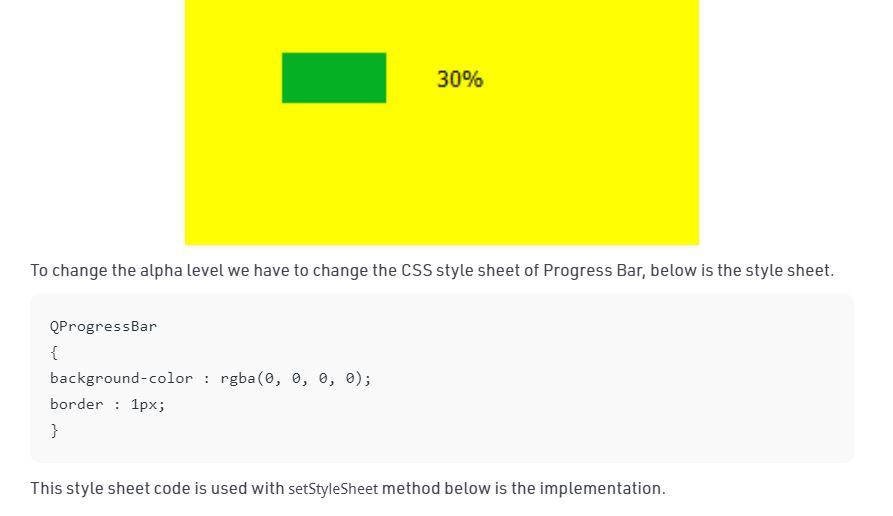 30%
To change the alpha level we have to change the CSS style sheet of Progress Bar, below is the style sheet.
QProgressBar
{
background-color : rgba(0, 0, 0, 0);
border : 1px;
}
This style sheet code is used with setStyleSheet method below is the implementation.